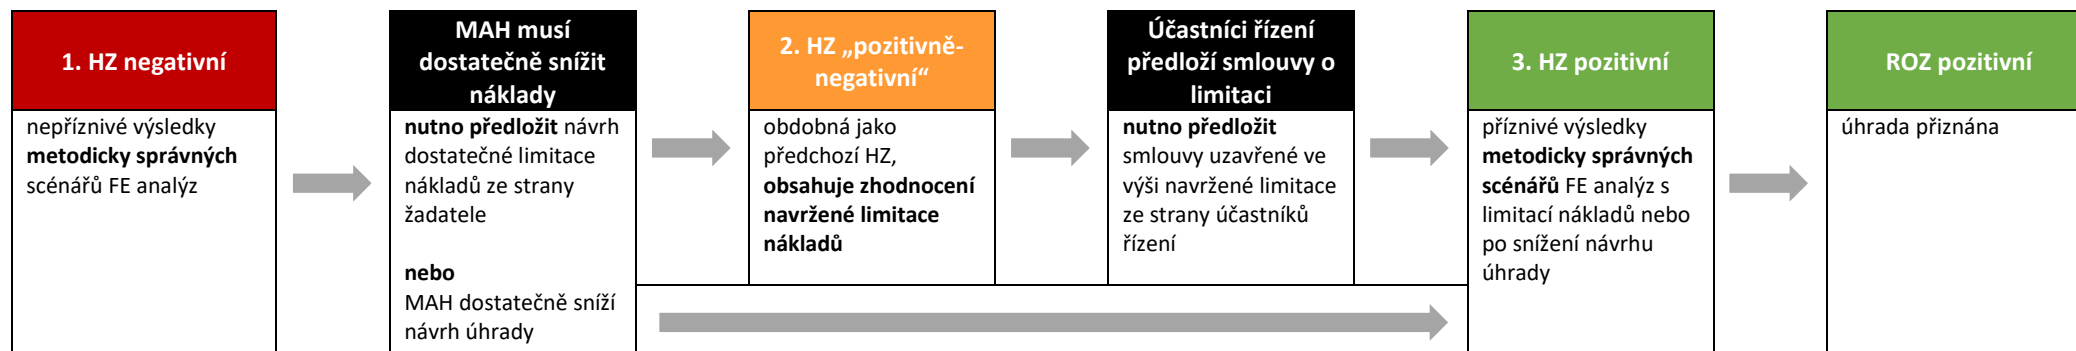 1. HZ negativní
nepříznivé výsledky
metodicky správných
scénářů FE analýz
MAH musí
dostatečně snížit
náklady
nutno předložit návrh
dostatečné limitace
nákladů ze strany
žadatele
nebo
MAH dostatečně sníží
návrh úhrady
2. HZ „pozitivně-
negativní“
obdobná jako
předchozí HZ,
obsahuje zhodnocení
navržené limitace
nákladů
Účastníci řízení
předloží smlouvy o
limitaci
nutno předložit
smlouvy uzavřené ve
výši navržené limitace
ze strany účastníků
řízení
3. HZ pozitivní
příznivé výsledky
metodicky správných
scénářů FE analýz s
limitací nákladů nebo
po snížení návrhu
úhrady
ROZ pozitivní
úhrada přiznána